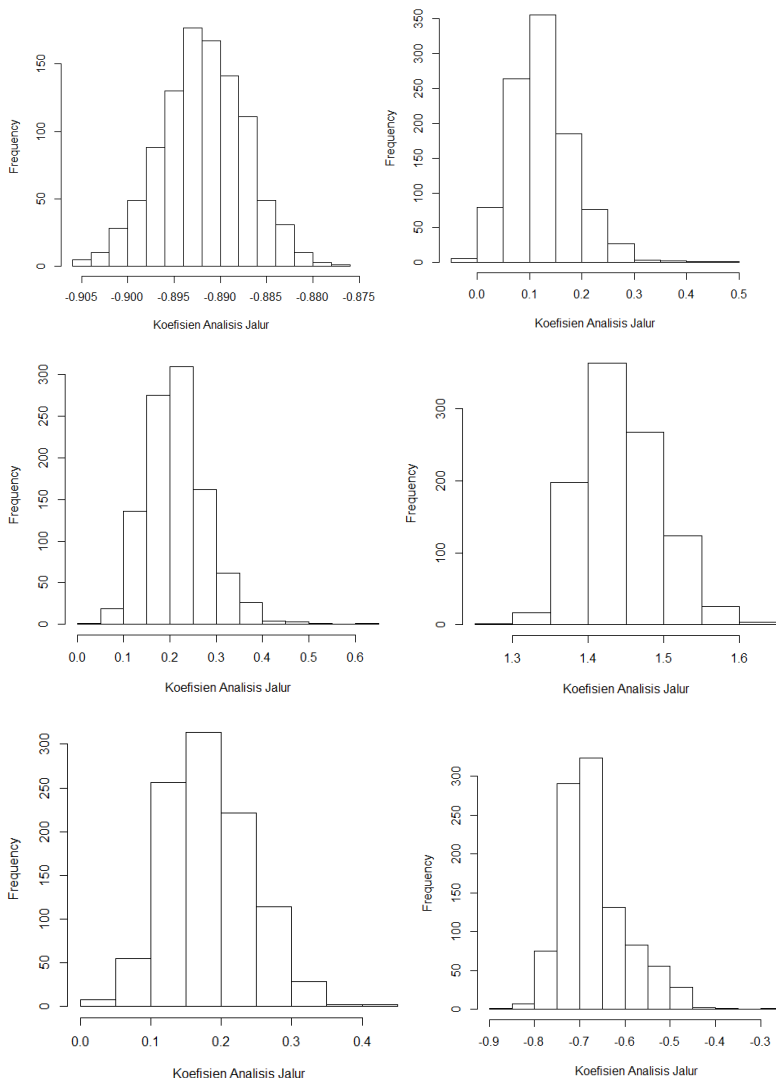 Frequency
0 50 100 150
-0.905 -0.900 -0.895 -0.890 -0.885 -0.880 -0.875
Koefisien Analisis Jalur
Frequency
0 50 100 150 200 250 300 350
0.0 0.1 0.2 0.3 0.4 0.5
Koefisien Analisis Jalur
Frequency
0 50 100 150 200 250 300
0.0 0.1 0.2 0.3 0.4 0.5 0.6
Koefisien Analisis Jalur
Frequency
0 100 200 300
1.3 1.4 1.5 1.6
Koefisien Analisis Jalur
Frequency
0 50 100 150 200 250 300
0.0 0.1 0.2 0.3 0.4
Koefisien Analisis Jalur
Frequency
0 50 100 150 200 250 300
-0.9 -0.8 -0.7 -0.6 -0.5 -0.4 -0.3
Koefisien Analisis Jalur